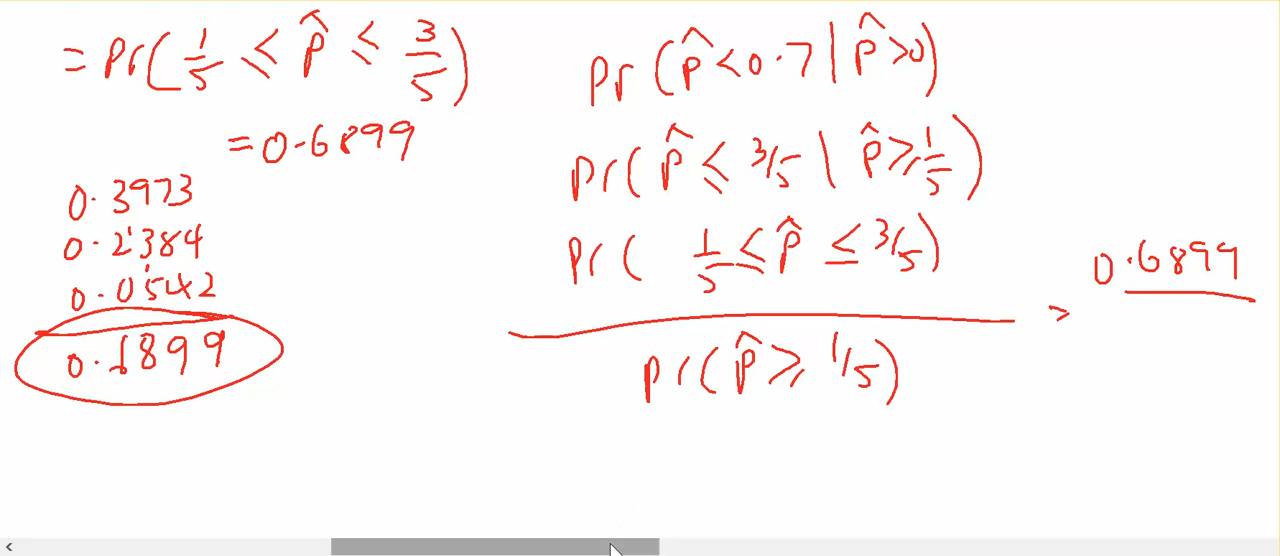 = Pr(1/5 ≤ p̂ ≤ 3/5)
= 0.6899
0.3973
0.2384
0.0542
0.6899
Pr(p̂ < 0.7 | p̂ > 0)
Pr(p̂ ≤ 3/5 | p̂ ≥ 1/5)
Pr( 1/5 ≤ p̂ ≤ 3/5)
Pr(p̂ ≥ 1/5)
= 0.6899